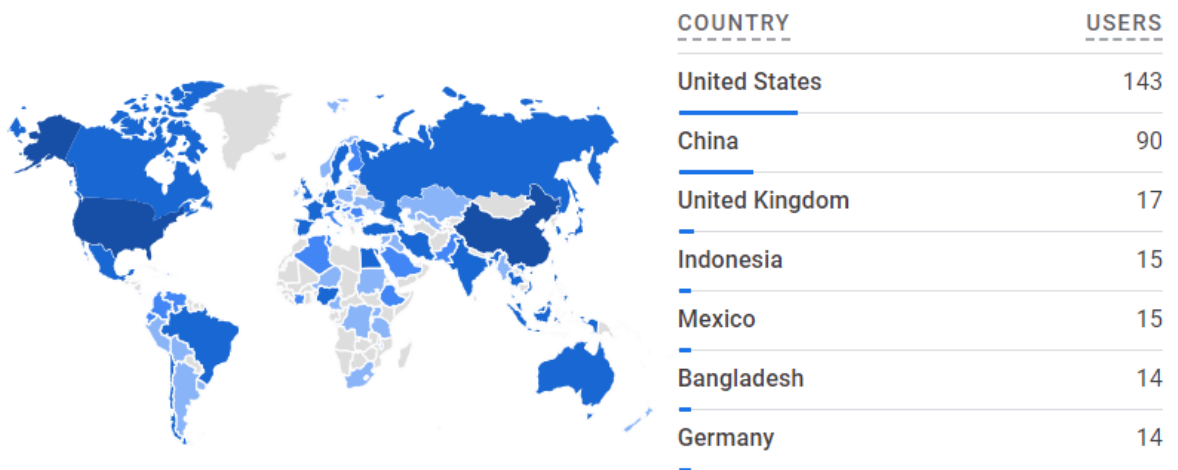 COUNTRY USERS
United States 143
China 90
United Kingdom 17
Indonesia 15
Mexico 15
Bangladesh 14
Germany 14